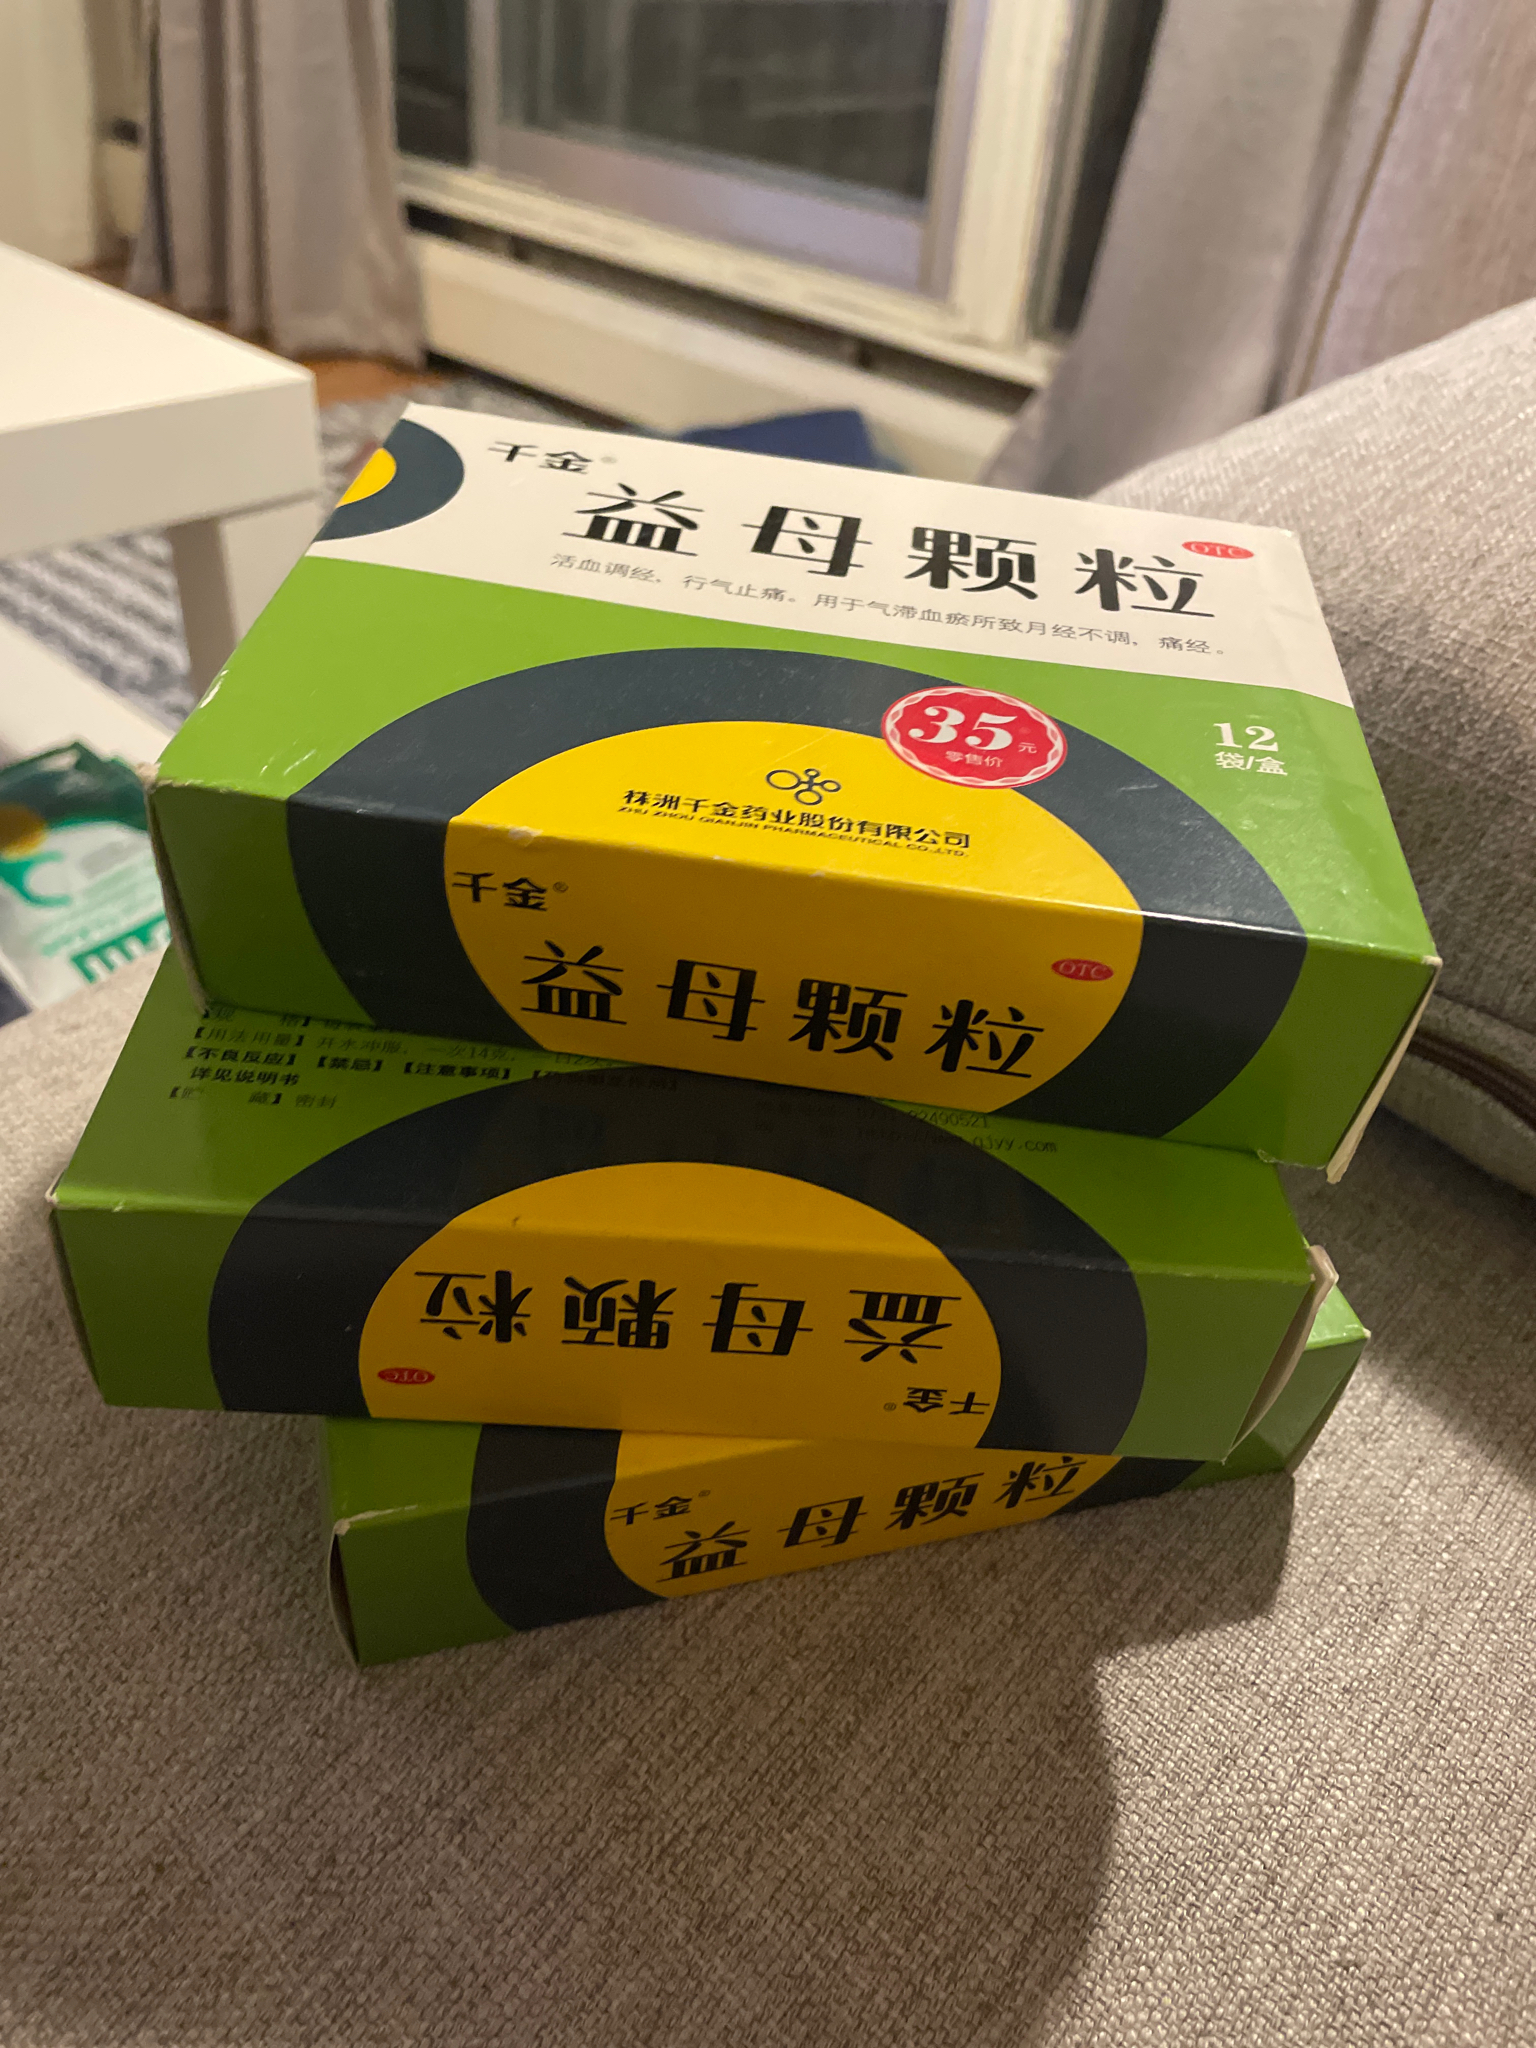 千金®
益母颗粒
OTC
活血调经，行气止痛。用于气滞血瘀所致月经不调，痛经。
35元
零售价
12
袋/盒
株洲千金药业股份有限公司
ZHU ZHOU QIANJIN PHARMACEUTICAL CO.,LTD.
千金®
益母颗粒
OTC
【用法用量】开水冲服，一次14克，
【不良反应】【禁忌】【注意事项】
详见说明书
【贮 藏】密封
益母颗粒
OTC
千金®
千金®
益母颗粒